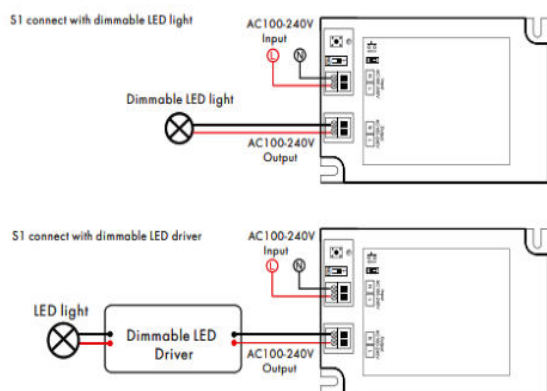 S1 connect with dimmable LED light
AC100-240V
Input
L
N
Dimmable LED light
AC100-240V
Output
S1 connect with dimmable LED driver
AC100-240V
Input
L
N
LED light
Dimmable LED
Driver
AC100-240V
Output